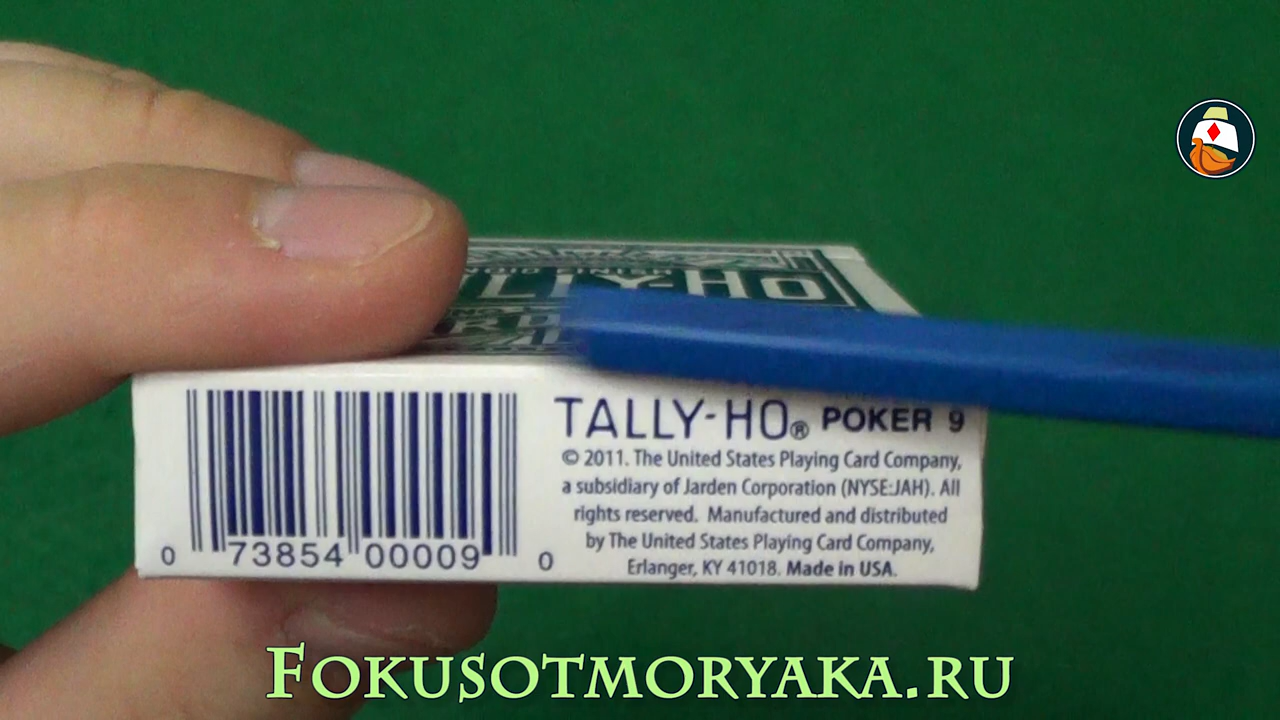 LLY-HO
TALLY-HO® POKER 9
© 2011. The United States Playing Card Company,
a subsidiary of Jarden Corporation (NYSE:JAH). All
rights reserved. Manufactured and distributed
by The United States Playing Card Company,
Erlanger, KY 41018. Made in USA.
0 73854 00009 0
Fokusotmoryaka.ru